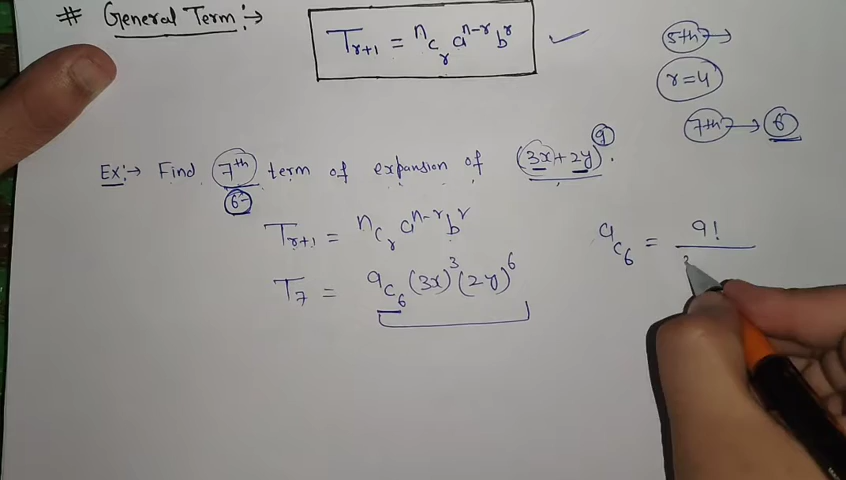 # General Term:→
Tr+1 = nCr a^n-r b^r ✓
5th →
r=4
7th → 6
Ex:→ Find 7th term of expansion of (3x+2y)^9.
6
Tr+1 = nCr a^n-r b^r
T7 = 9C6 (3x)^3 (2y)^6
9C6 = 9!
3